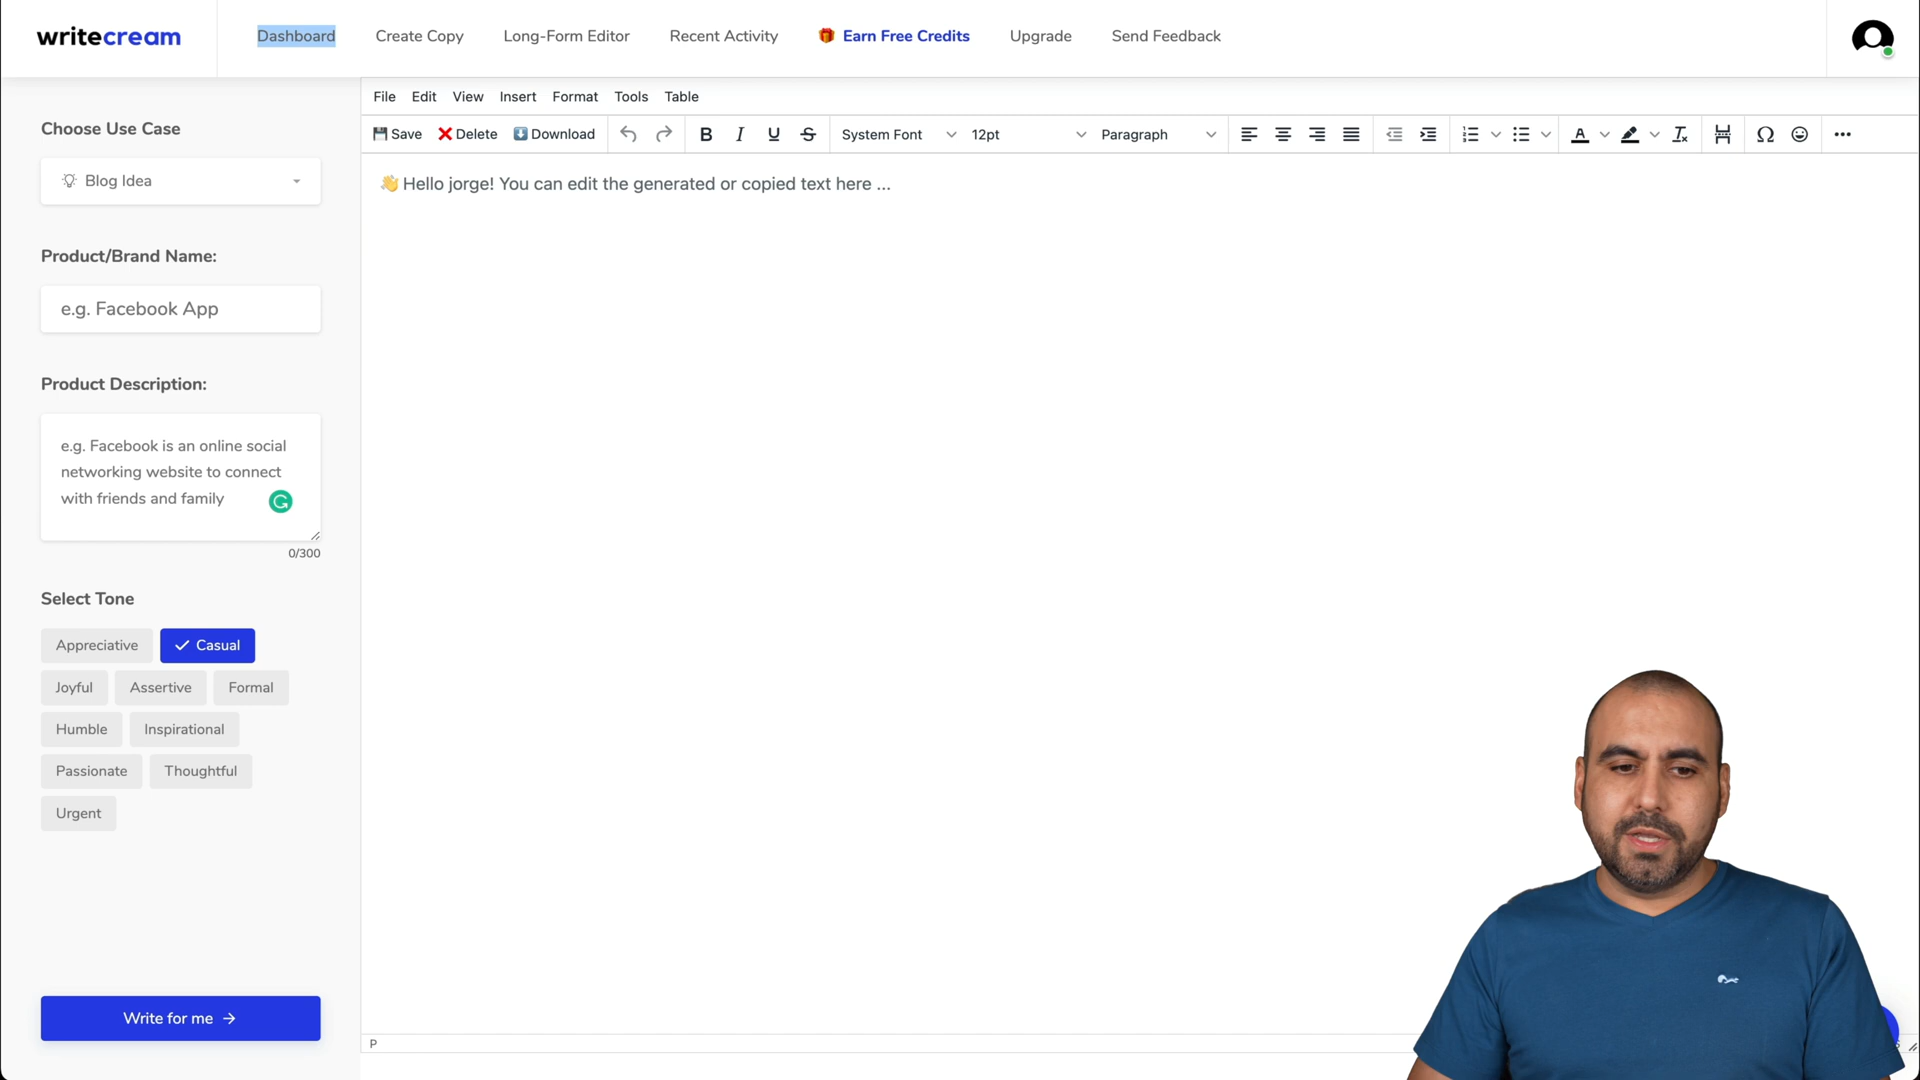 writecream
Dashboard
Create Copy
Long-Form Editor
Recent Activity
Earn Free Credits
Upgrade
Send Feedback
Choose Use Case
Blog Idea
Product/Brand Name:
e.g. Facebook App
Product Description:
e.g. Facebook is an online social
networking website to connect
with friends and family
0/300
Select Tone
Appreciative
Casual
Joyful
Assertive
Formal
Humble
Inspirational
Passionate
Thoughtful
Urgent
Write for me →
File
Edit
View
Insert
Format
Tools
Table
Save
Delete
Download
B
I
U
S
System Font
12pt
Paragraph
👋 Hello jorge! You can edit the generated or copied text here ...
P